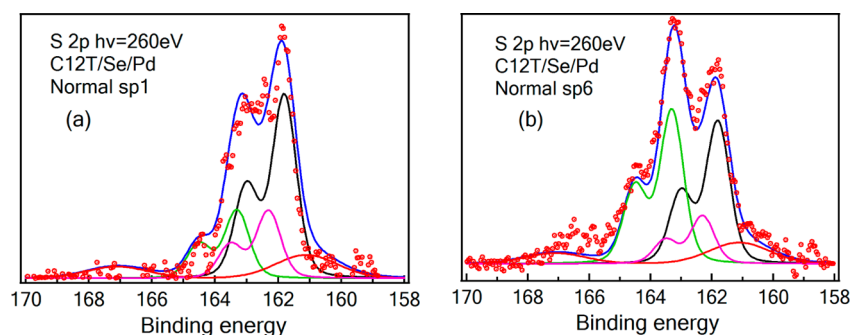 S 2p hv=260eV
C12T/Se/Pd
Normal sp1
(a)
170 168 166 164 162 160 158
Binding energy
S 2p hv=260eV
C12T/Se/Pd
Normal sp6
(b)
170 168 166 164 162 160 158
Binding energy